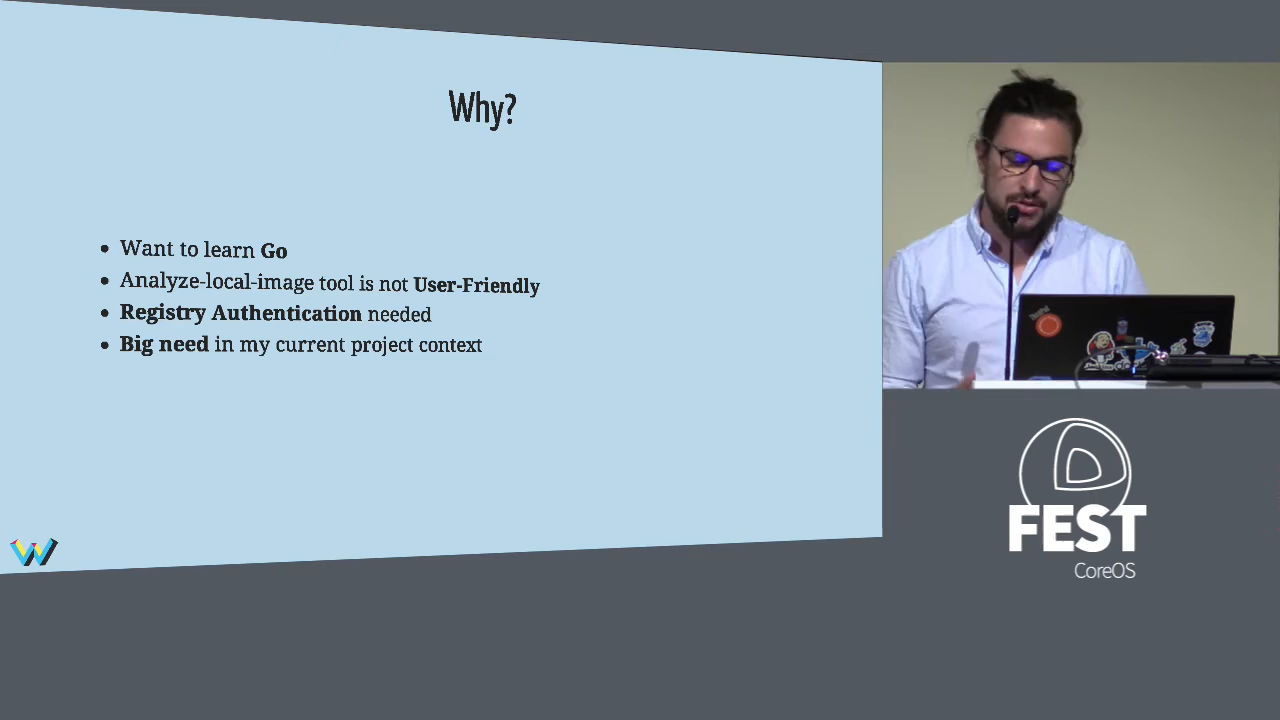 Why?
Want to learn Go
Analyze-local-image tool is not User-Friendly
Registry Authentication needed
Big need in my current project context
FEST
CoreOS